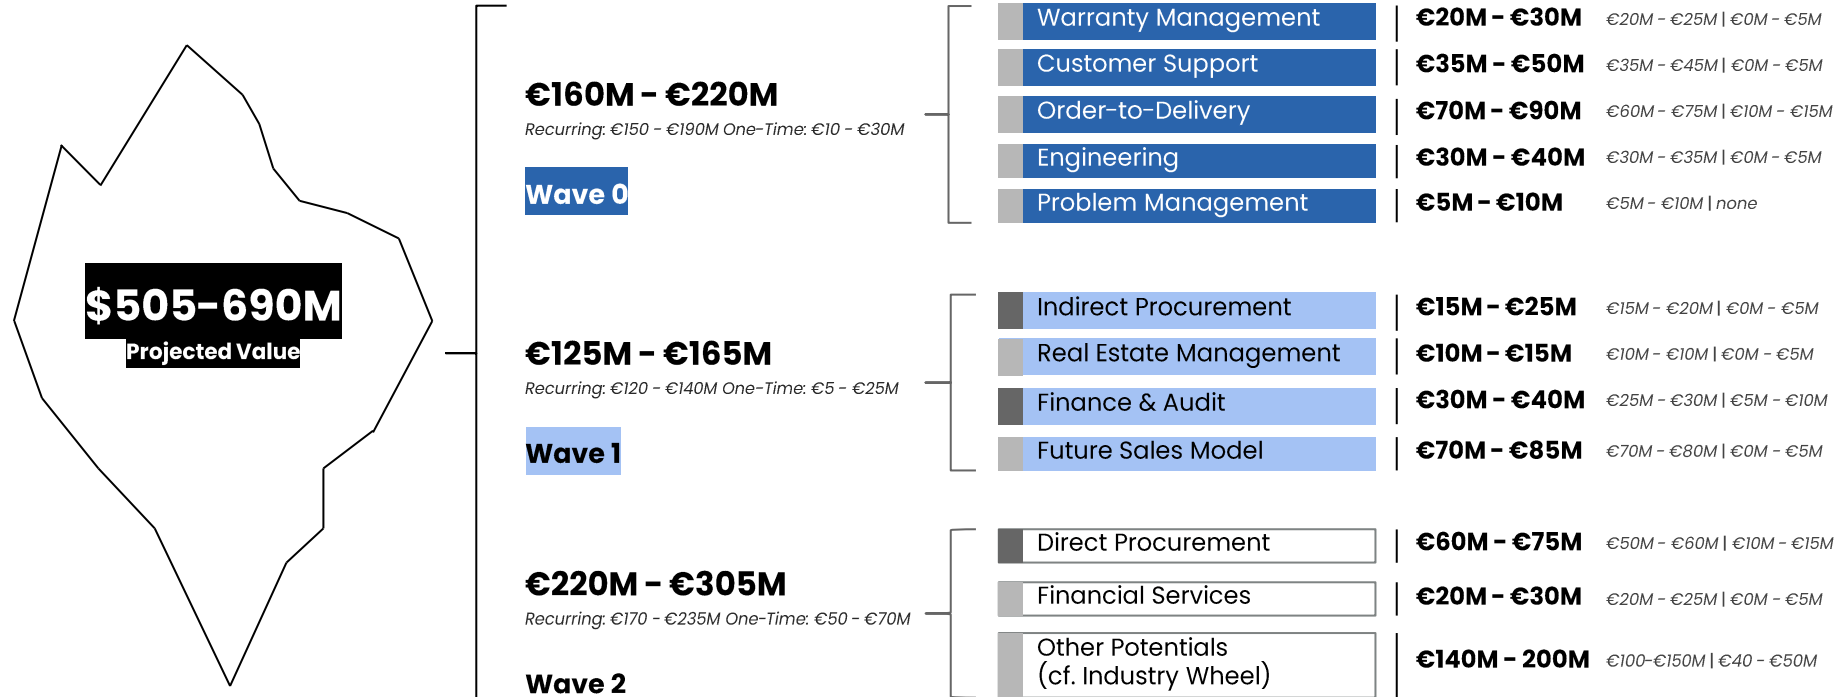 $505-690M
Projected Value
€160M - €220M
Recurring: €150 - €190M One-Time: €10 - €30M
Wave 0
Warranty Management €20M - €30M €20M - €25M | €0M - €5M
Customer Support €35M - €50M €35M - €45M | €0M - €5M
Order-to-Delivery €70M - €90M €60M - €75M | €10M - €15M
Engineering €30M - €40M €30M - €35M | €0M - €5M
Problem Management €5M - €10M €5M - €10M | none
€125M - €165M
Recurring: €120 - €140M One-Time: €5 - €25M
Wave 1
Indirect Procurement €15M - €25M €15M - €20M | €0M - €5M
Real Estate Management €10M - €15M €10M - €10M | €0M - €5M
Finance & Audit €30M - €40M €25M - €30M | €5M - €10M
Future Sales Model €70M - €85M €70M - €80M | €0M - €5M
€220M - €305M
Recurring: €170 - €235M One-Time: €50 - €70M
Wave 2
Direct Procurement €60M - €75M €50M - €60M | €10M - €15M
Financial Services €20M - €30M €20M - €25M | €0M - €5M
Other Potentials
(cf. Industry Wheel) €140M - 200M €100-€150M | €40 - €50M